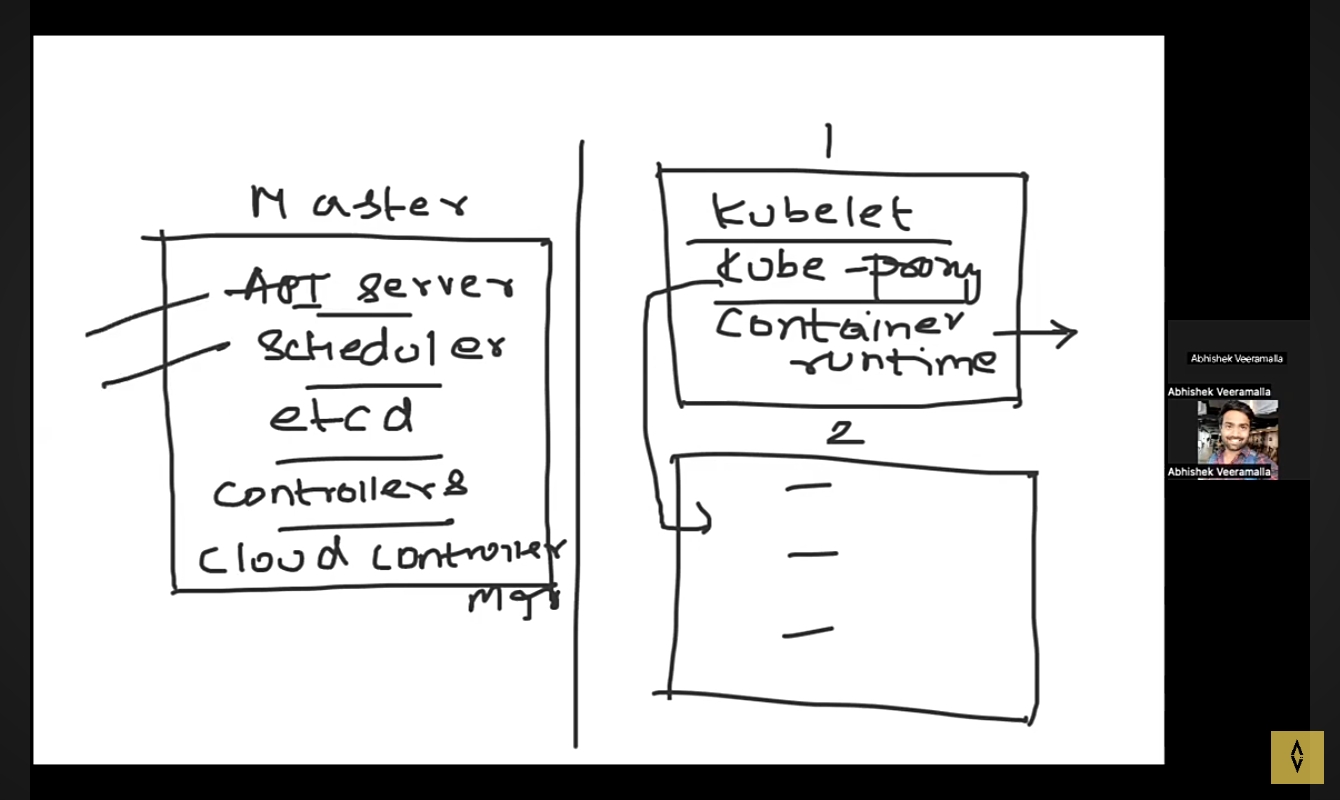 Master
API Server
Scheduler
etcd
Controllers
Cloud Controller
Mgr
1
Kubelet
Kube-proxy
Container
runtime
2
Abhishek Veeramalla
Abhishek Veeramalla
Abhishek Veeramalla